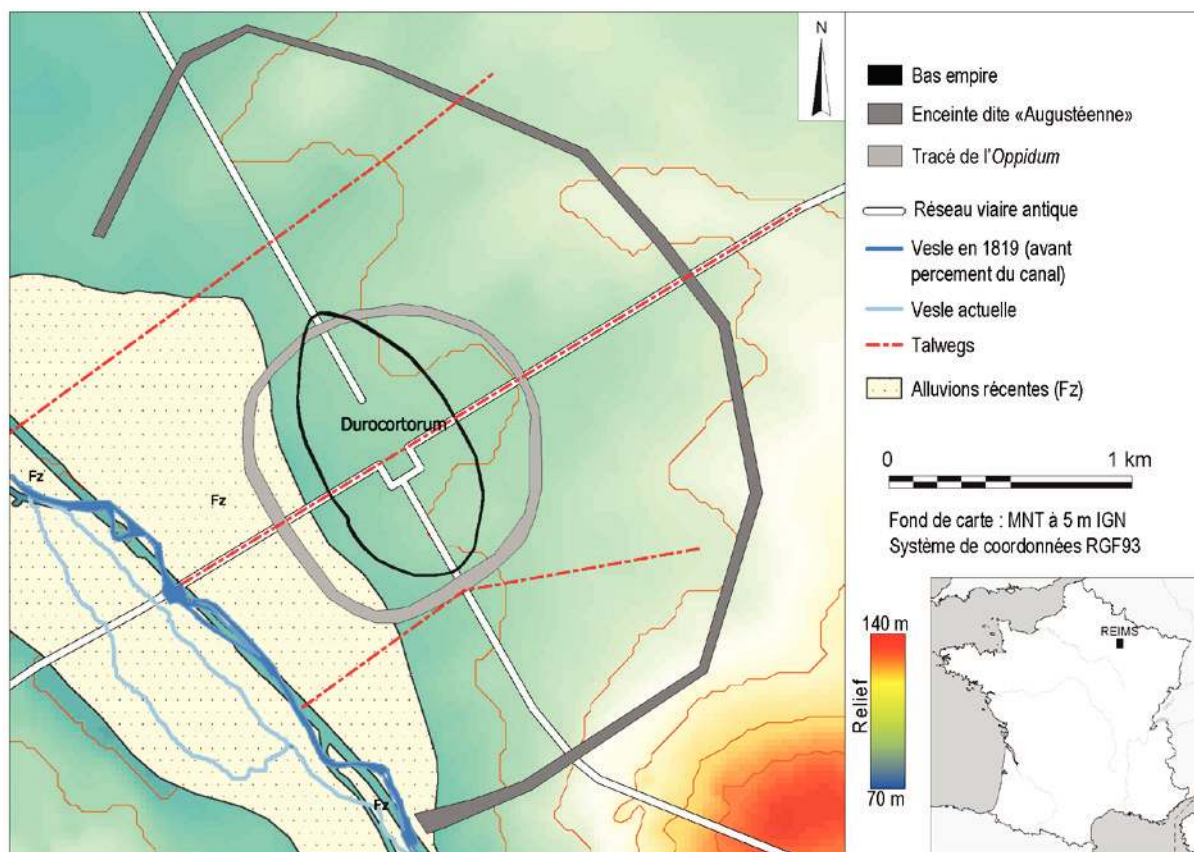 N
Durocortorum
Fz
Fz
Fz
Bas empire
Enceinte dite «Augustéenne»
Tracé de l'Oppidum
Réseau viaire antique
Vesle en 1819 (avant
percement du canal)
Vesle actuelle
Talwegs
Alluvions récentes (Fz)
0 1 km
Fond de carte : MNT à 5 m IGN
Système de coordonnées RGF93
140 m
Relief
70 m
REIMS